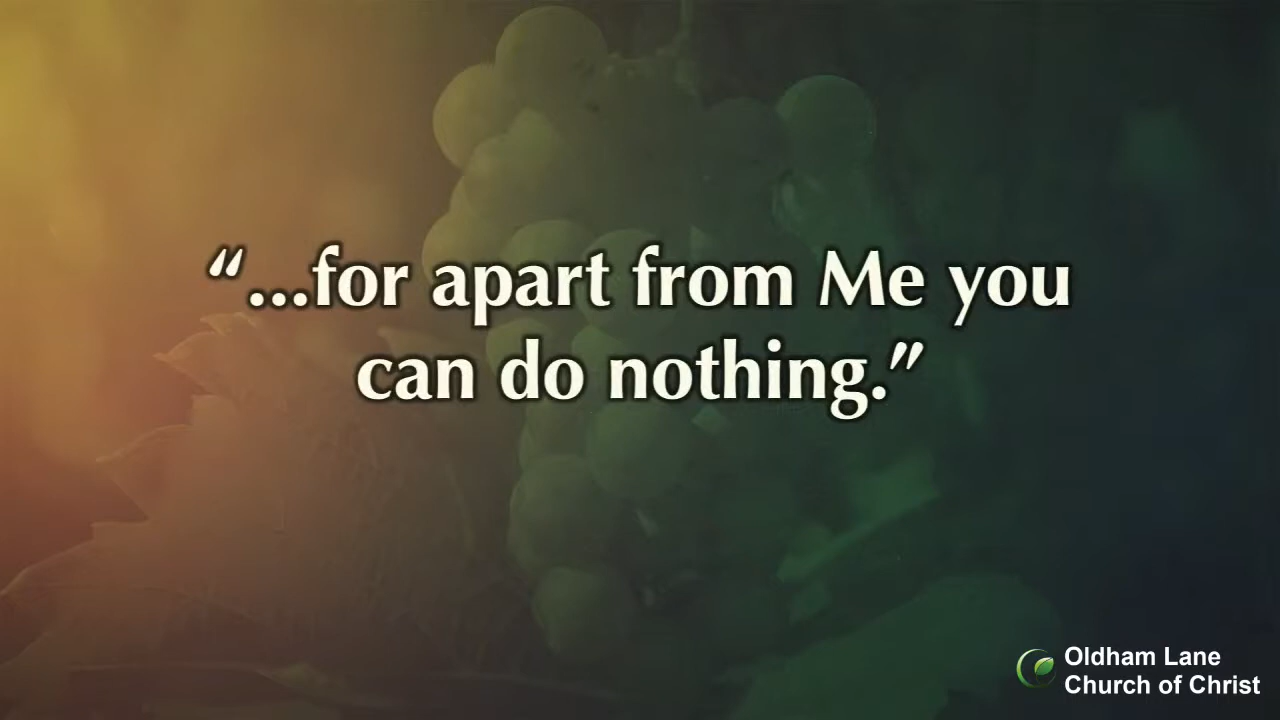 “...for apart from Me you
can do nothing.”
Oldham Lane
Church of Christ